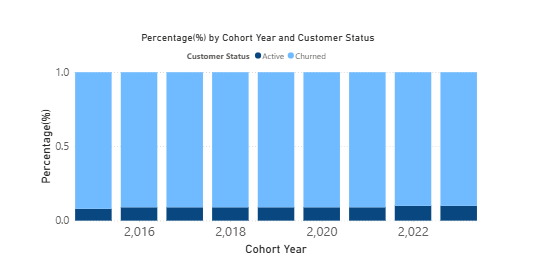 Percentage(%) by Cohort Year and Customer Status
Customer Status Active Churned
1.0
0.5
0.0
Percentage(%)
2,016 2,018 2,020 2,022
Cohort Year